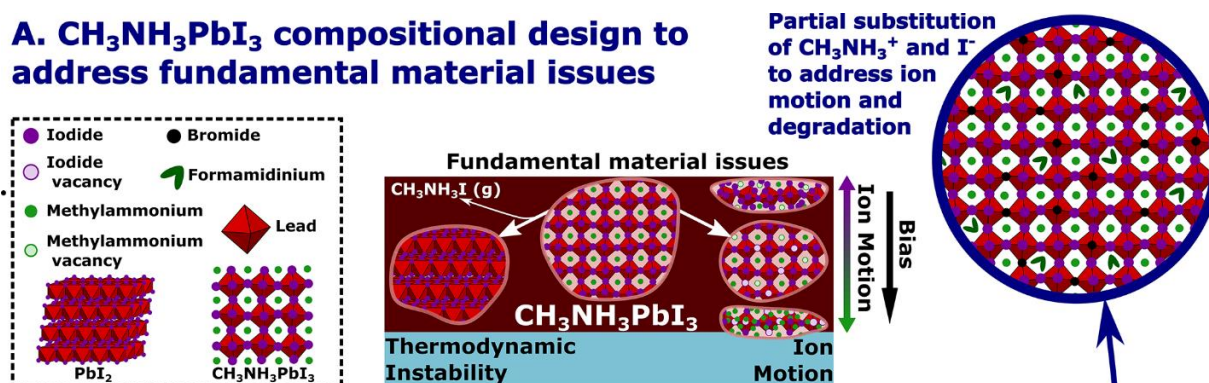 A. CH₃NH₃PbI₃ compositional design to
address fundamental material issues
Iodide
Bromide
Iodide
vacancy
Formamidinium
Methylammonium
Methylammonium
vacancy
Lead
PbI₂
CH₃NH₃PbI₃
Fundamental material issues
CH₃NH₃I (g)
CH₃NH₃PbI₃
Thermodynamic
Instability
Ion
Motion
Ion Motion
Bias
Partial substitution
of CH₃NH₃⁺ and I⁻
to address ion
motion and
degradation